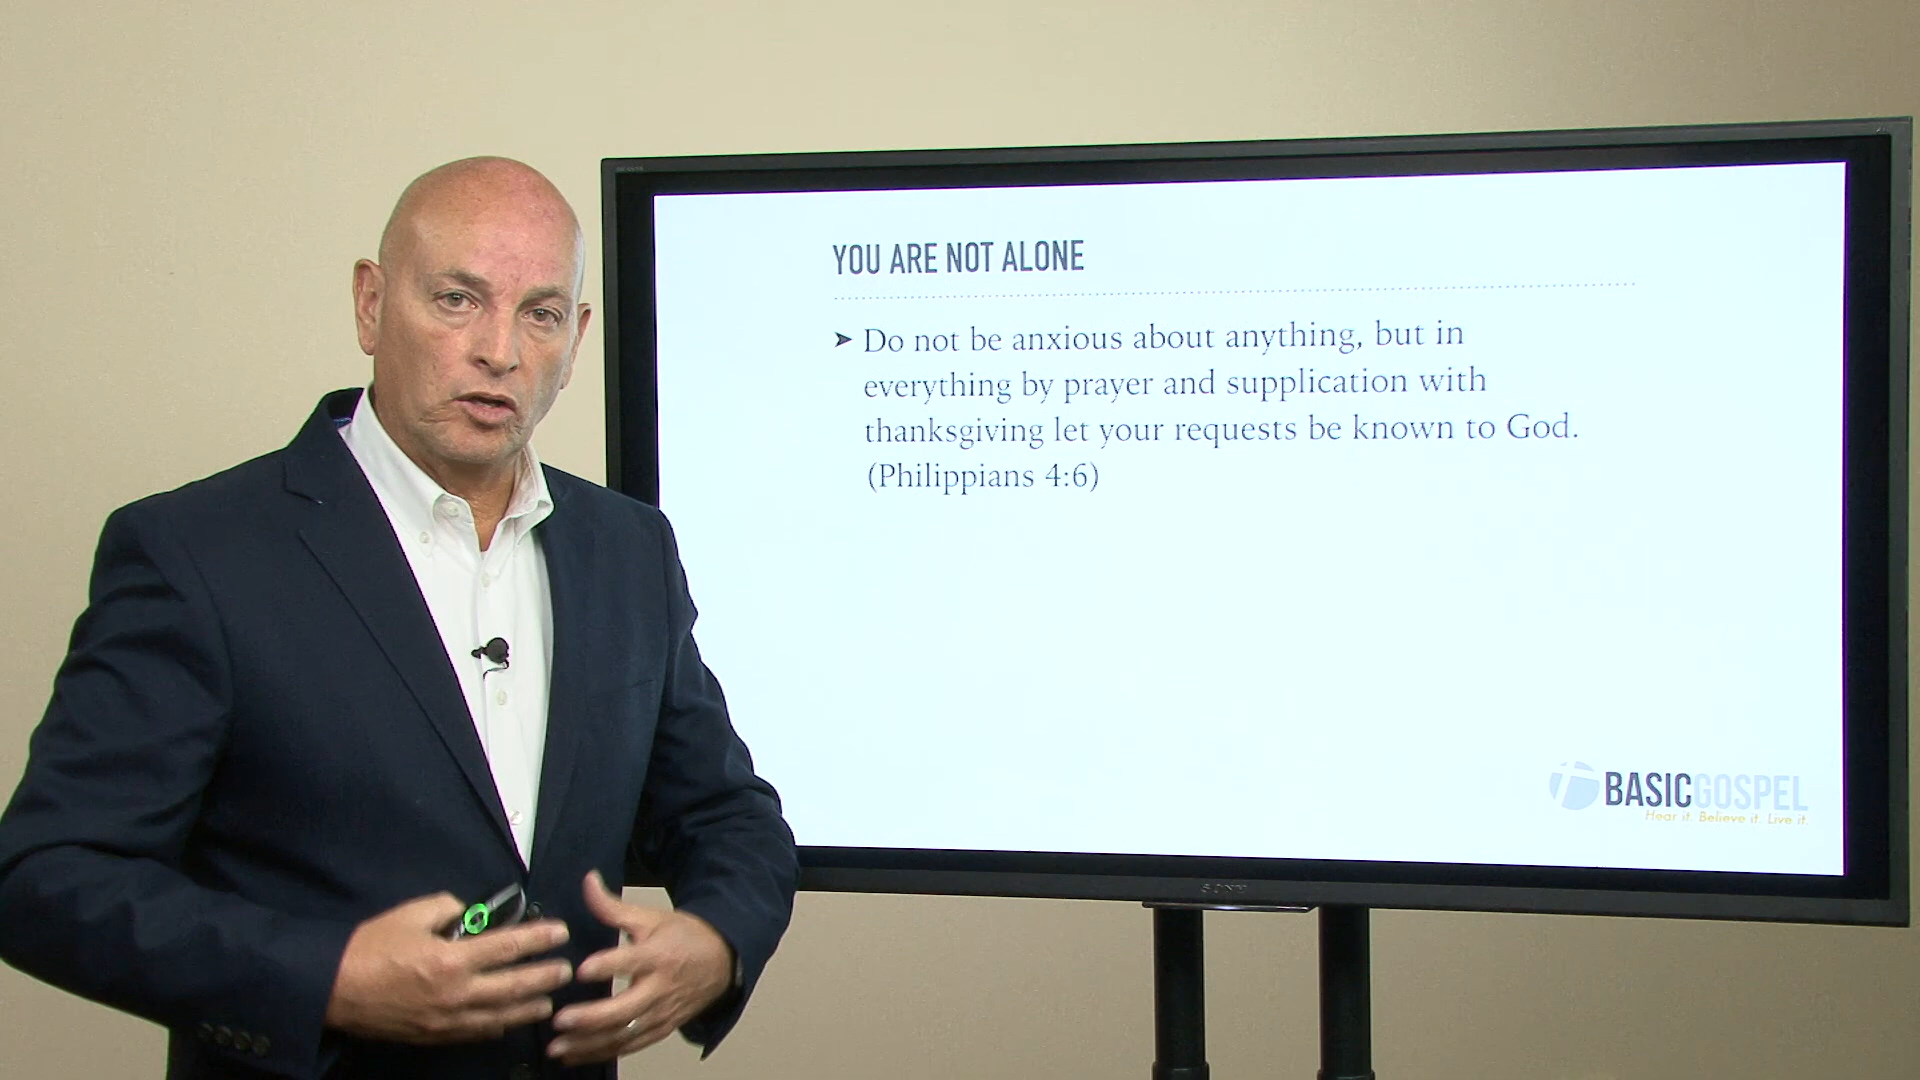 YOU ARE NOT ALONE
➤ Do not be anxious about anything, but in
everything by prayer and supplication with
thanksgiving let your requests be known to God.
(Philippians 4:6)
BASICGOSPEL
Hear it. Believe it. Live it.
SONY